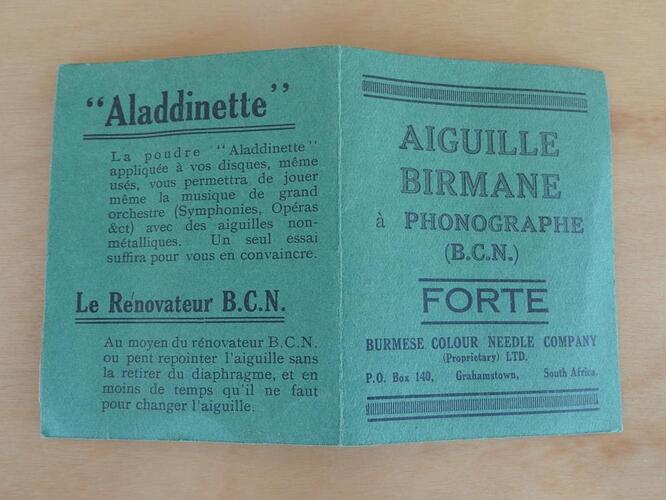 "Aladdinette"
La poudre "Aladdinette"
appliquée à vos disques, même
usés, vous permettra de jouer
même la musique de grand
orchestre (Symphonies, Opéras
&ct) avec des aiguilles non-
métalliques. Un seul essai
suffira pour vous en convaincre.
Le Rénovateur B.C.N.
Au moyen du rénovateur B.C.N.
ou pent repointer l'aiguille sans
la retirer du diaphragme, et en
moins de temps qu'il ne faut
pour changer l'aiguille.
AIGUILLE
BIRMANE
à PHONOGRAPHE
(B.C.N.)
FORTE
BURMESE COLOUR NEEDLE COMPANY
(Proprietary) LTD.
P.O. Box 140, Grahamstown, South Africa.